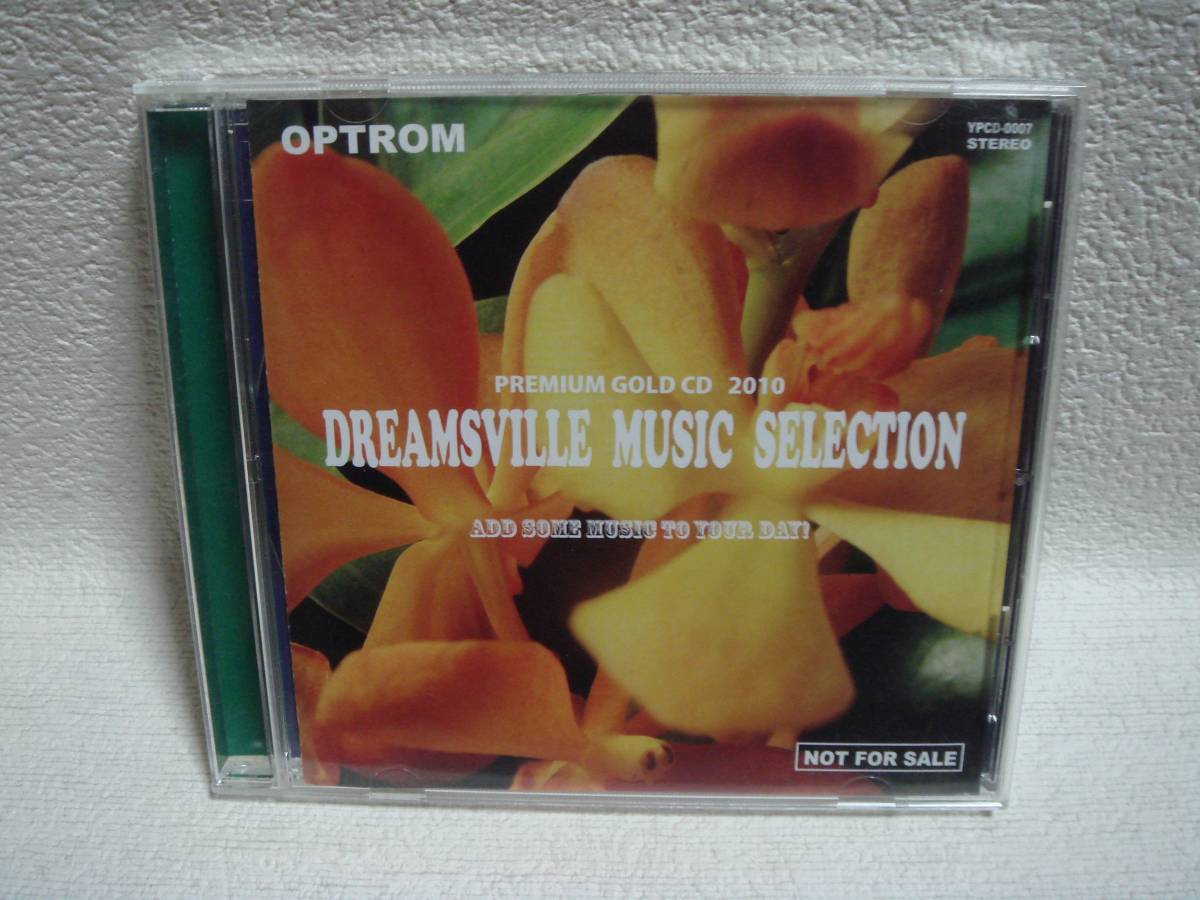 OPTROM
YPCD-0007
STEREO
PREMIUM GOLD CD 2010
DREAMSVILLE MUSIC SELECTION
ADD SOME MUSIC TO YOUR DAY!
NOT FOR SALE